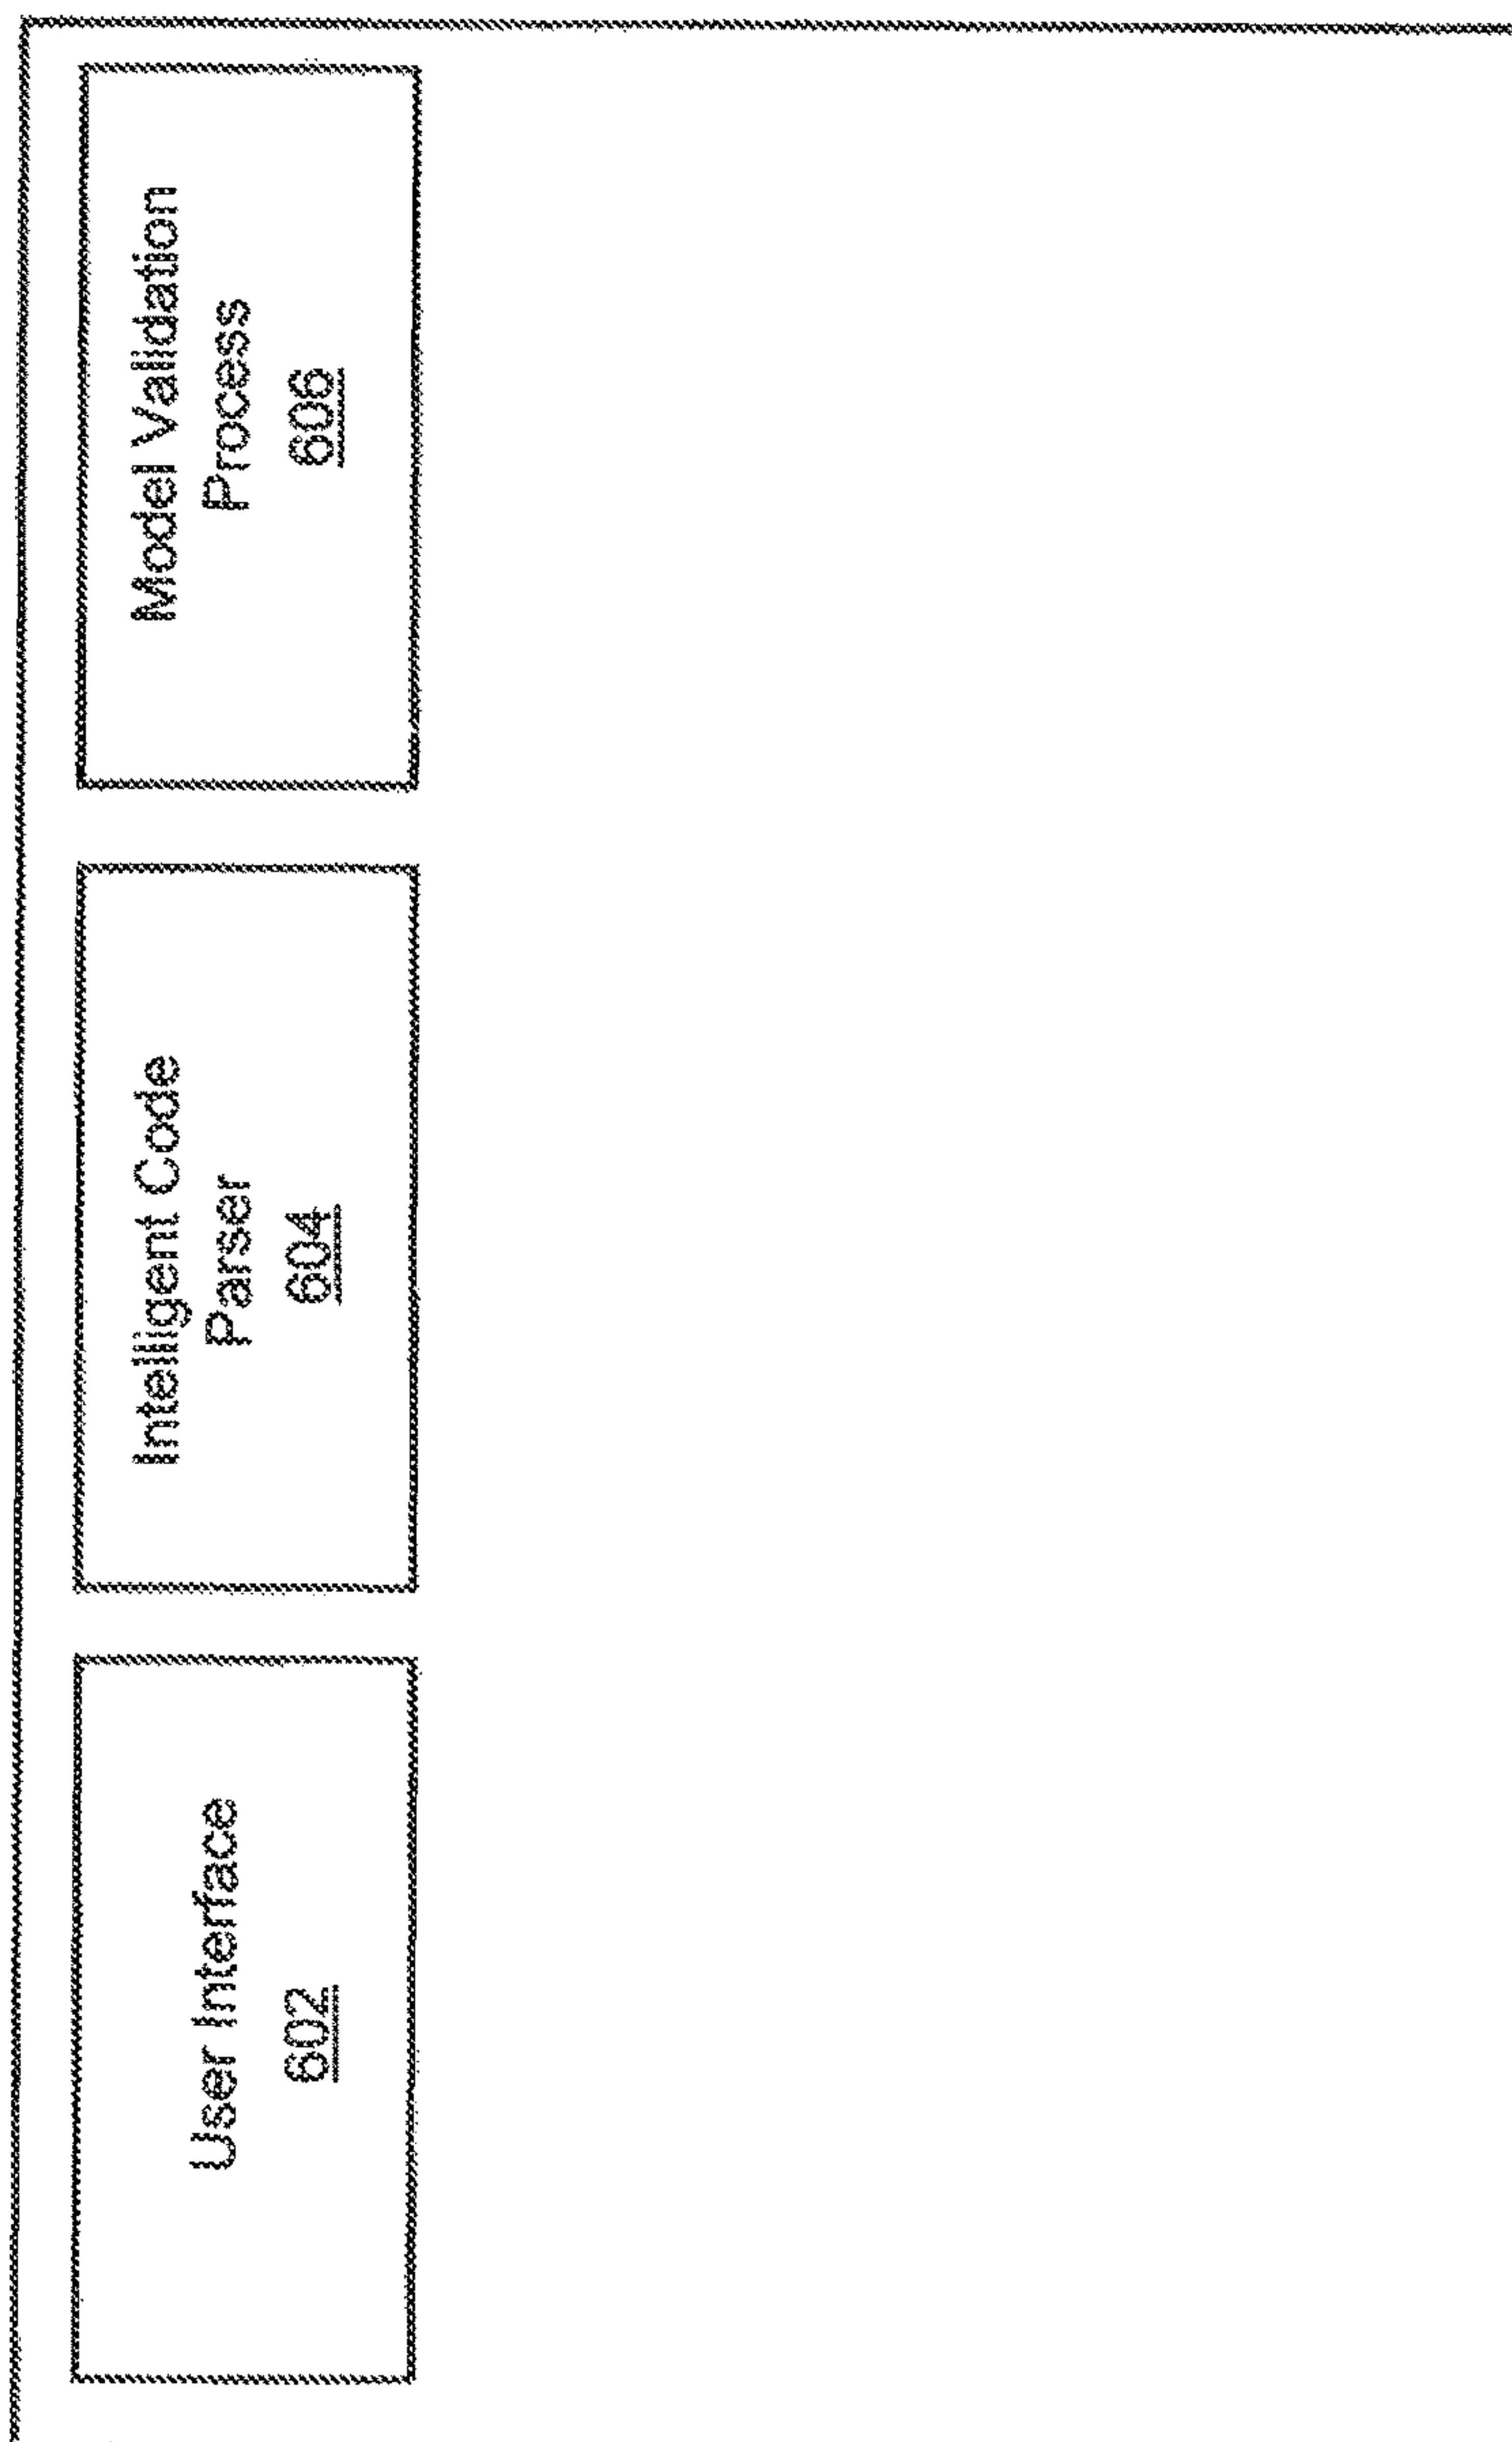 User Interface
602
Intelligent Code
Parser
604
Model Validation
Process
606